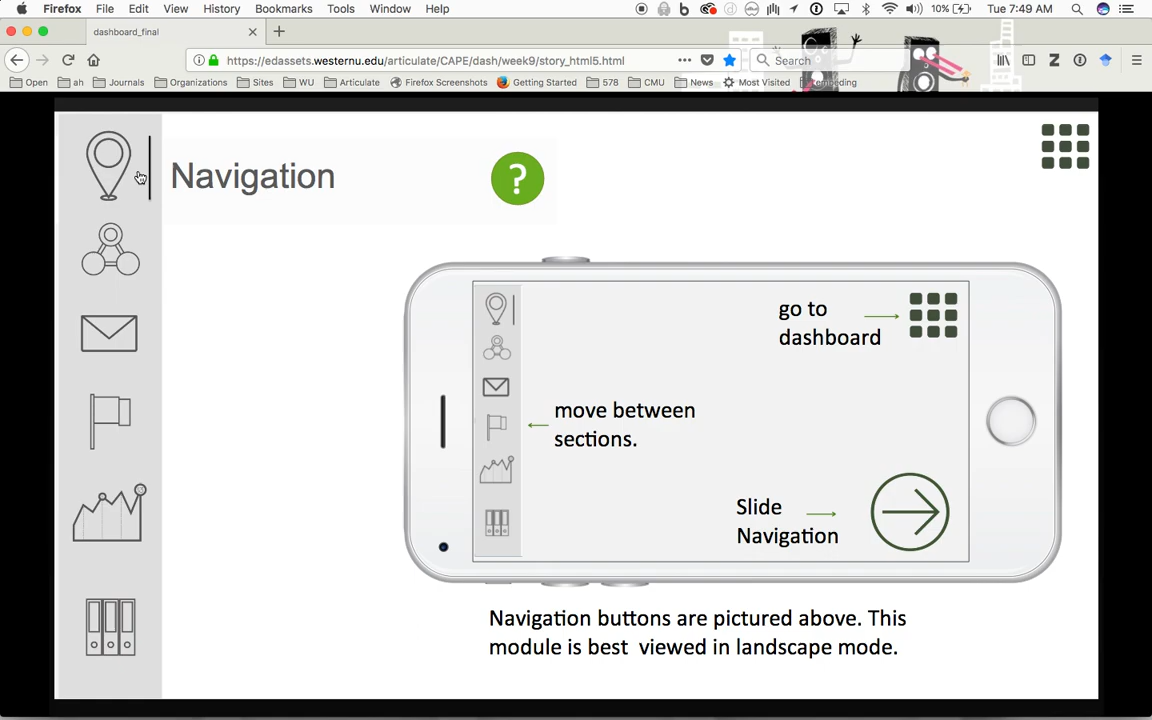 Firefox File Edit View History Bookmarks Tools Window Help 10% Tue 7:49 AM
dashboard_final
https://edassets.westernu.edu/articulate/CAPE/dash/week9/story_html5.html Search
Open ah Journals Organizations Sites WU Articulate Firefox Screenshots Getting Started 578 CMU News Most Visited embeding
Navigation ?
go to
dashboard
move between
sections.
Slide
Navigation
Navigation buttons are pictured above. This
module is best viewed in landscape mode.